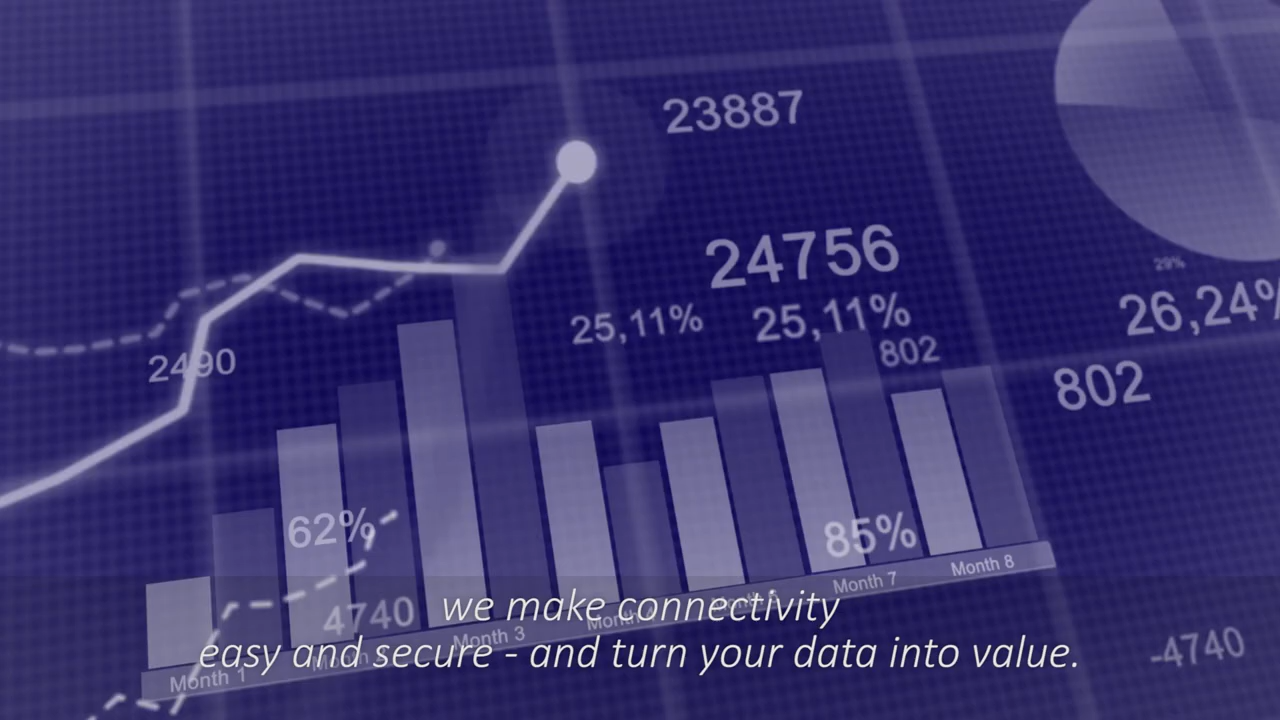 23887
24756
29%
25,11%
25,11%
26,24%
2490
802
802
62%
85%
4740
-4740
Month 1
Month 3
Month 7
Month 8
we make connectivity
easy and secure - and turn your data into value.